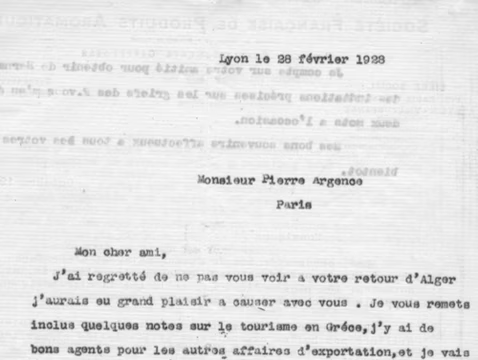 Lyon le 28 février 1928
Monsieur Pierre Argence
Paris
Mon cher ami,
J'ai regretté de ne pas vous voir a votre retour d'Alger
j'aurais eu grand plaisir a causer avec vous . Je vous remets
inclus quelques notes sur le tourisme en Gréce,j'y ai de
bons agents pour les autres affaires d'exportation,et je vais